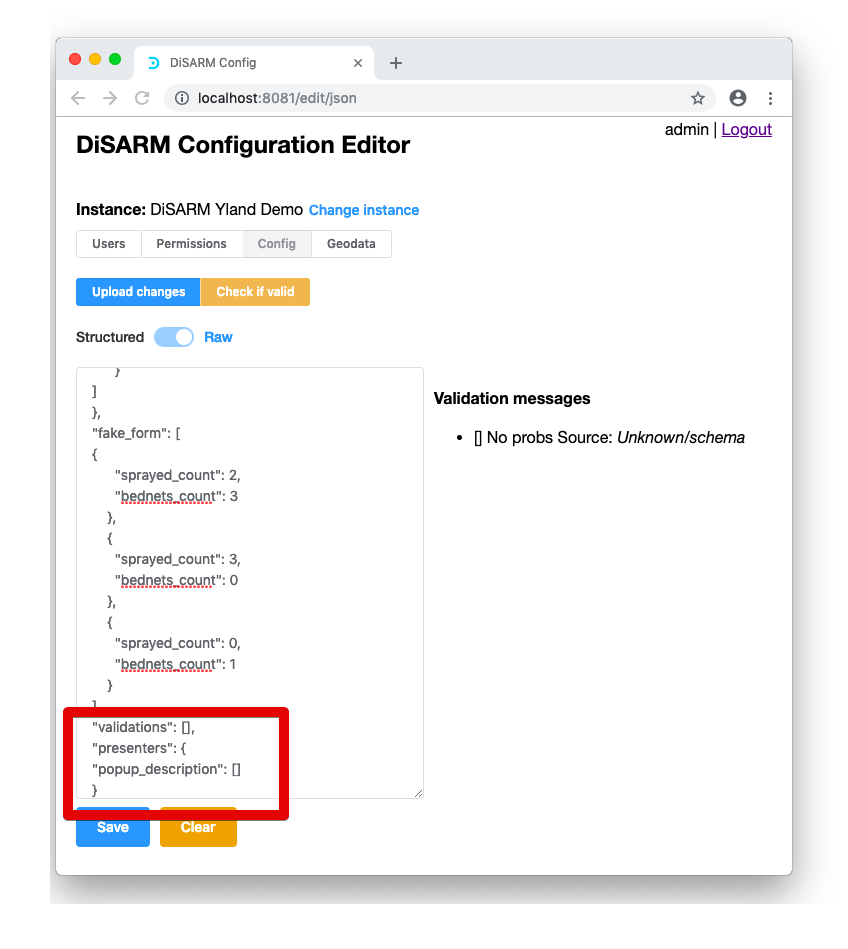 DiSARM Config
localhost:8081/edit/json
admin | Logout
DiSARM Configuration Editor
Instance: DiSARM Yland Demo Change instance
Users Permissions Config Geodata
Upload changes Check if valid
Structured Raw
}
]
},
"fake_form": [
{
"sprayed_count": 2,
"bednets_count": 3
},
{
"sprayed_count": 3,
"bednets_count": 0
},
{
"sprayed_count": 0,
"bednets_count": 1
}
"validations": [],
"presenters": {
"popup_description": []
}
Validation messages
• [] No probs Source: Unknown/schema
Save Clear